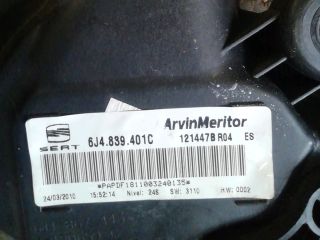 SEAT
6J4.839.401C
ArvinMeritor
121447B R04 ES
*PAPDF1811003240135*
24/03/2010 15:52:14 Nivel: 248 SW: 3110 HW: 0002